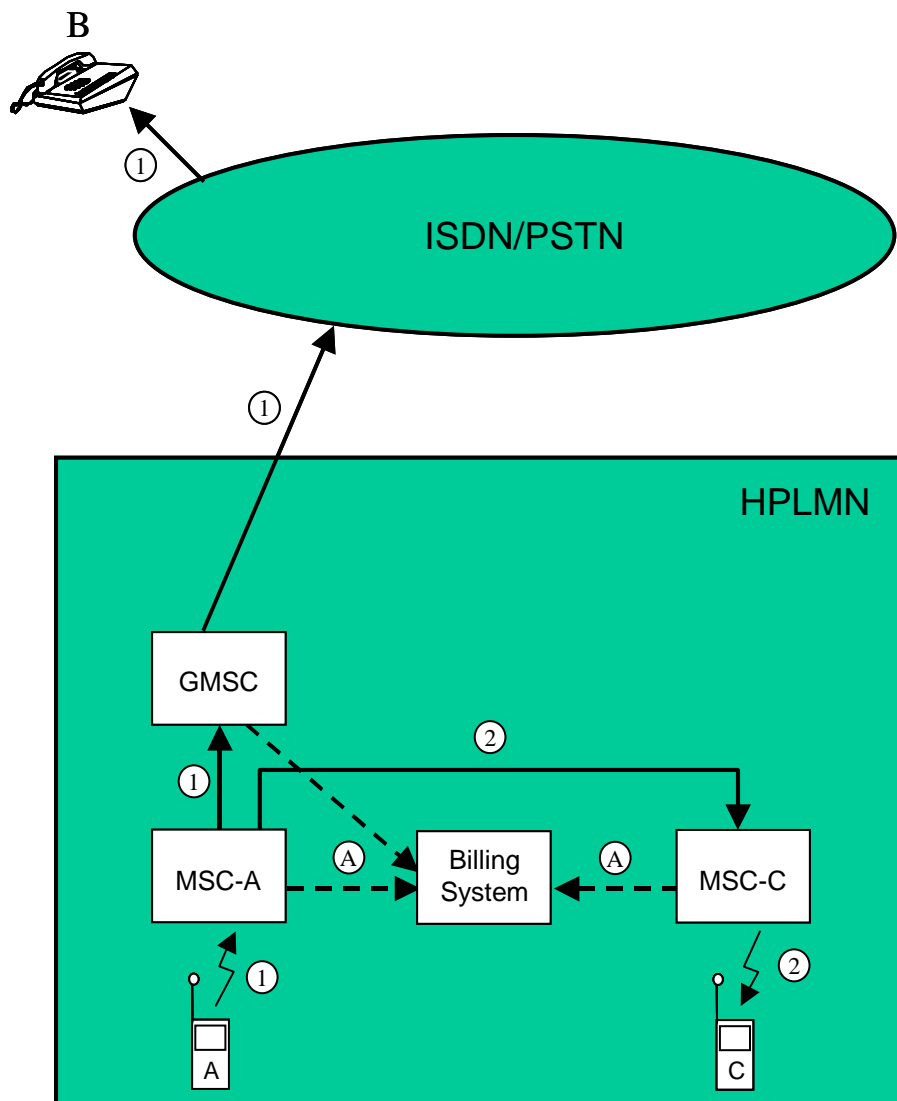 B
1
ISDN/PSTN
1
HPLMN
GMSC
2
1
MSC-A
A
Billing
System
A
MSC-C
1
2
A
C